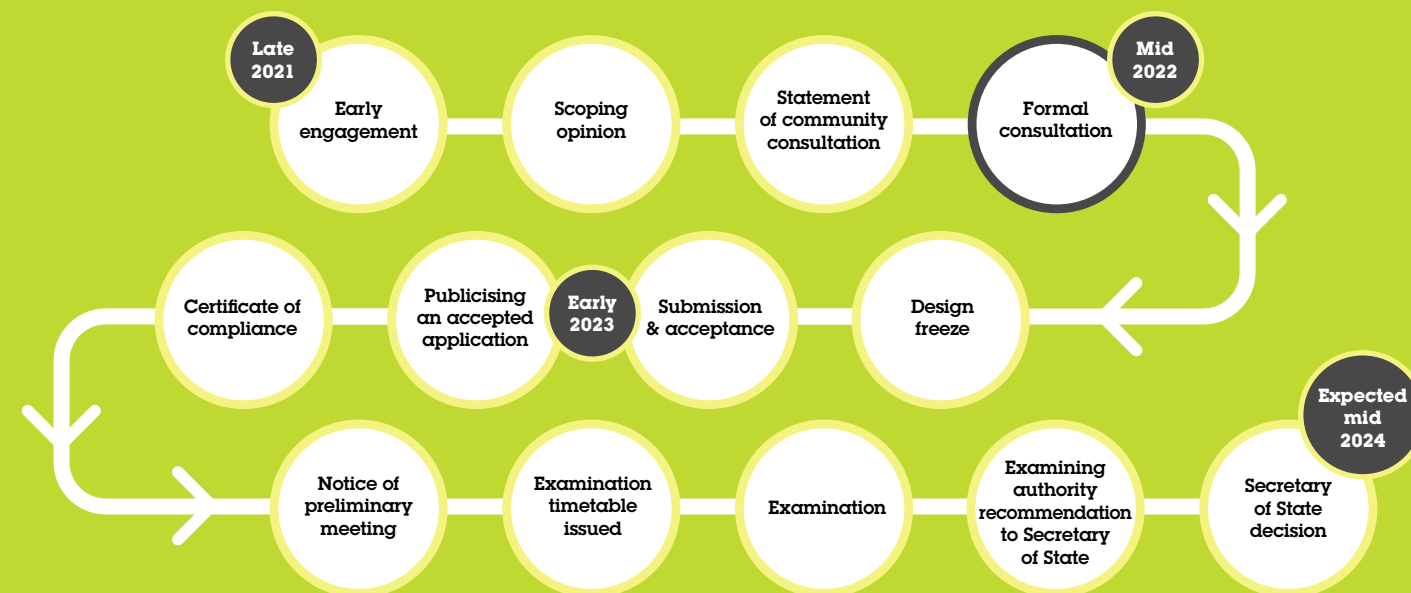 Late
2021
Early
engagement
Scoping
opinion
Statement
of community
consultation
Formal
consultation
Mid
2022
Design
freeze
Submission
& acceptance
Early
2023
Publicising
an accepted
application
Certificate of
compliance
Notice of
preliminary
meeting
Examination
timetable
issued
Examination
Examining
authority
recommendation
to Secretary
of State
Secretary
of State
decision
Expected
mid
2024